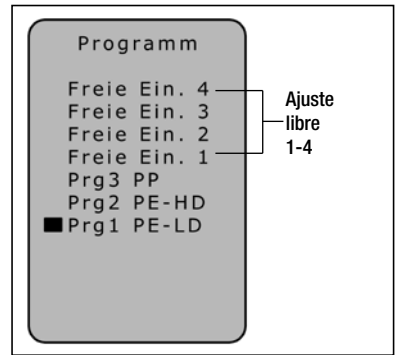 Programm
Freie Ein. 4
Freie Ein. 3
Freie Ein. 2
Freie Ein. 1
Prg3 PP
Prg2 PE-HD
Prg1 PE-LD
Ajuste
libre
1-4